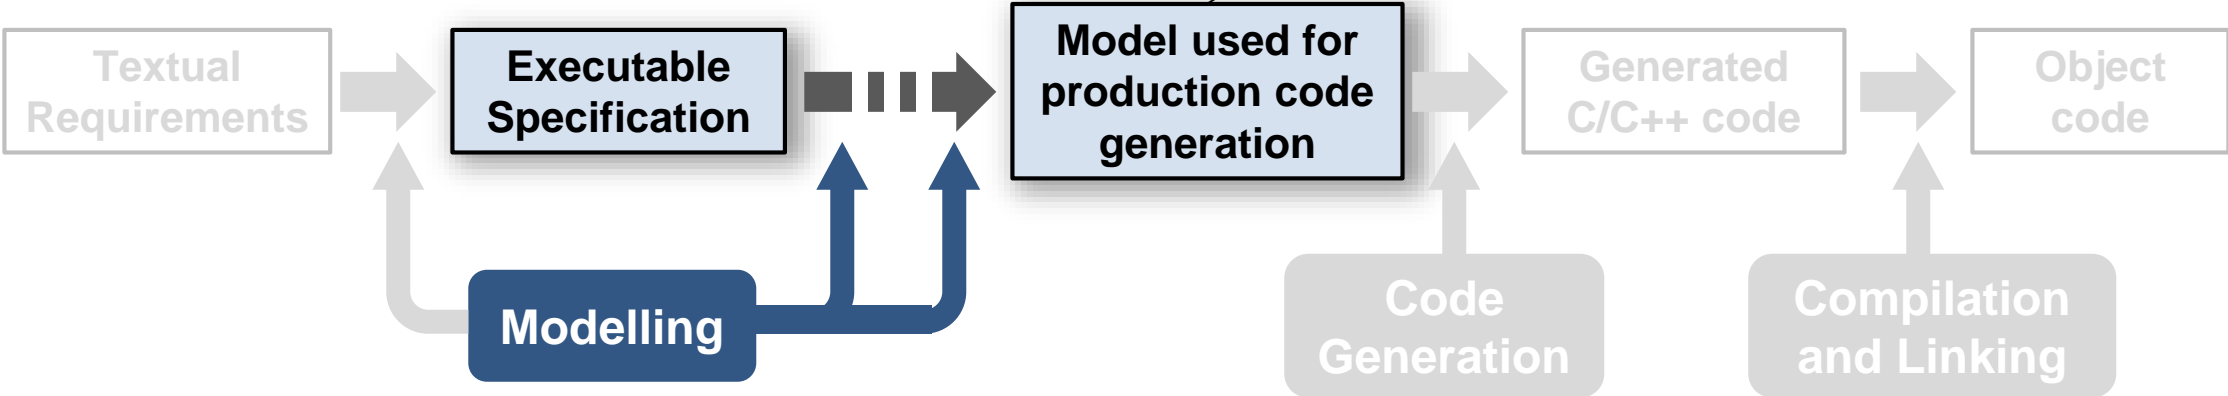 Textual
Requirements
Executable
Specification
Model used for
production code
generation
Generated
C/C++ code
Object
code
Modelling
Code
Generation
Compilation
and Linking